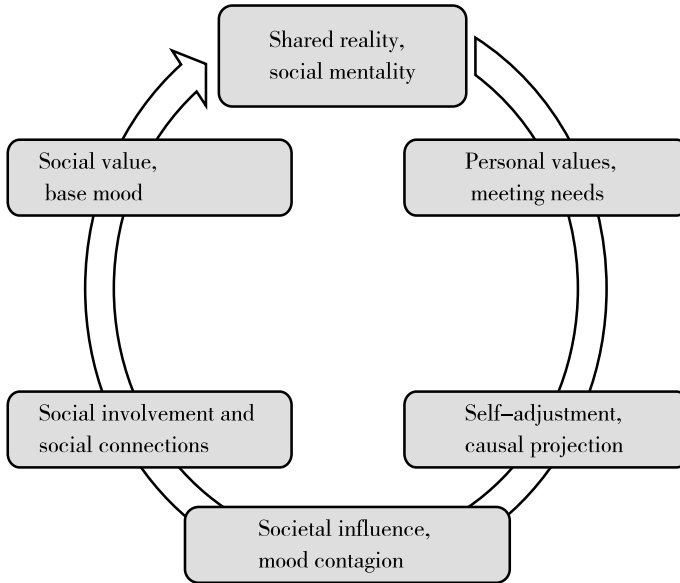 Shared reality,
social mentality
Social value,
base mood
Personal values,
meeting needs
Social involvement and
social connections
Self–adjustment,
causal projection
Societal influence,
mood contagion